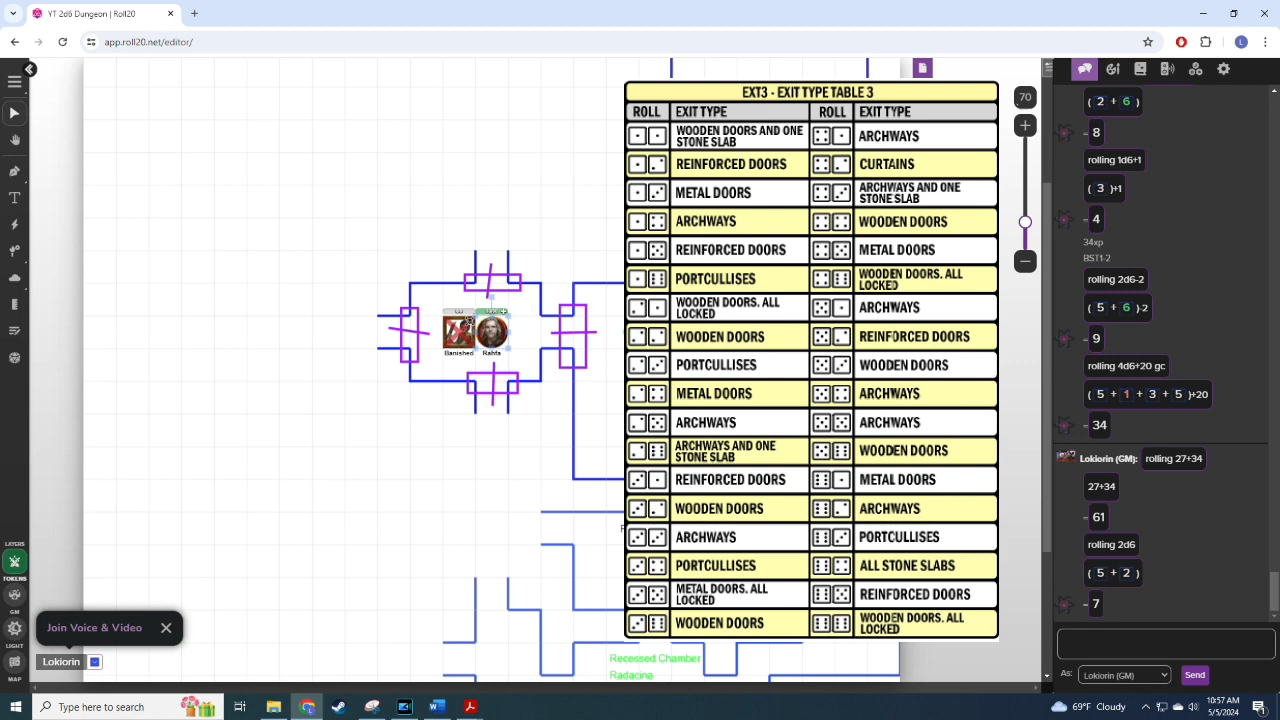 YT 2d6 Dungeon | Roll20
app.roll20.net/editor/
EXT3 - EXIT TYPE TABLE 3
ROLL EXIT TYPE ROLL EXIT TYPE
WOODEN DOORS AND ONE STONE SLAB ARCHWAYS
REINFORCED DOORS CURTAINS
METAL DOORS ARCHWAYS AND ONE STONE SLAB
ARCHWAYS WOODEN DOORS
REINFORCED DOORS METAL DOORS
PORTCULLISES WOODEN DOORS. ALL LOCKED
WOODEN DOORS. ALL LOCKED ARCHWAYS
WOODEN DOORS REINFORCED DOORS
PORTCULLISES WOODEN DOORS
METAL DOORS ARCHWAYS
ARCHWAYS ARCHWAYS
ARCHWAYS AND ONE STONE SLAB WOODEN DOORS
REINFORCED DOORS METAL DOORS
WOODEN DOORS ARCHWAYS
ARCHWAYS PORTCULLISES
PORTCULLISES ALL STONE SLABS
METAL DOORS. ALL LOCKED REINFORCED DOORS
WOODEN DOORS WOODEN DOORS. ALL LOCKED
Banished Rahta
Recessed Chamber
Radacina
70
LAYERS
TOKENS
GM
LIGHT
MAP
Join Voice & Video
Lokiorin
( 2 + 6 )
= 8
rolling 1d6+1
( 3 )+1
= 4
34xp
BST1-2
rolling 2d6-2
( 5 + 6 )-2
= 9
rolling 4d6+20 gc
( 5 + 1 + 3 + 5 )+20
= 34
Lokiorin (GM): rolling 27+34
27+34
= 61
rolling 2d6
( 5 + 2 )
= 7
As: Lokiorin (GM) Send
Type here to search
69°F Cloudy
10:57 AM
5/5/2024